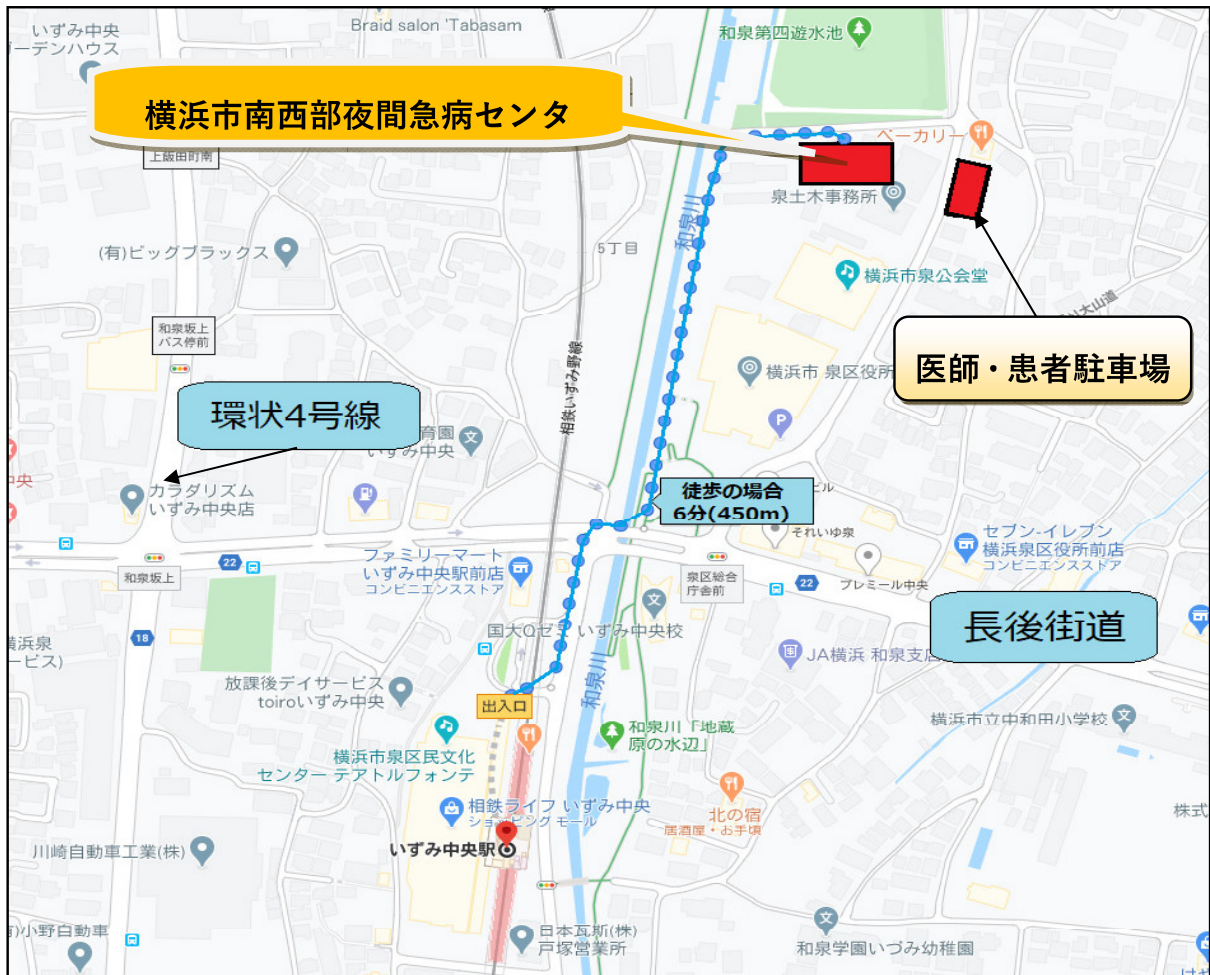 いずみ中央
ーデンハウス
Braid salon 'Tabasam
和泉第四遊水池
横浜市南西部夜間急病センタ
ベーカリー
上飯田町南
泉土木事務所
和泉川
5丁目
(有)ビッグブラックス
横浜市泉公会堂
大山道
和泉坂上
バス停前
相鉄いずみ野線
医師・患者駐車場
横浜市 泉区役所
環状4号線
育園
いずみ中央
P
中央
カラダリズム
いずみ中央店
徒歩の場合
6分(450m)
ビル
それいゆ泉
セブン-イレブン
横浜泉区役所前店
コンビニエンスストア
ファミリーマート
いずみ中央駅前店
コンビニエンスストア
和泉坂上
22
泉区総合
庁舎前
22
プレミール中央
長後街道
国大Qゼミ いずみ中央校
18
横浜泉
ービス)
JA横浜 和泉支店
放課後デイサービス
toiroいずみ中央
出入口
和泉川
和泉川「地蔵
原の水辺」
横浜市立中和田小学校
横浜市泉区民文化
センター テアトルフォンテ
相鉄ライフ いずみ中央
ショッピングモール
北の宿
居酒屋・お手頃
株式
川崎自動車工業(株)
いずみ中央駅
日本瓦斯(株)
戸塚営業所
和泉学園いづみ幼稚園
)小野自動車